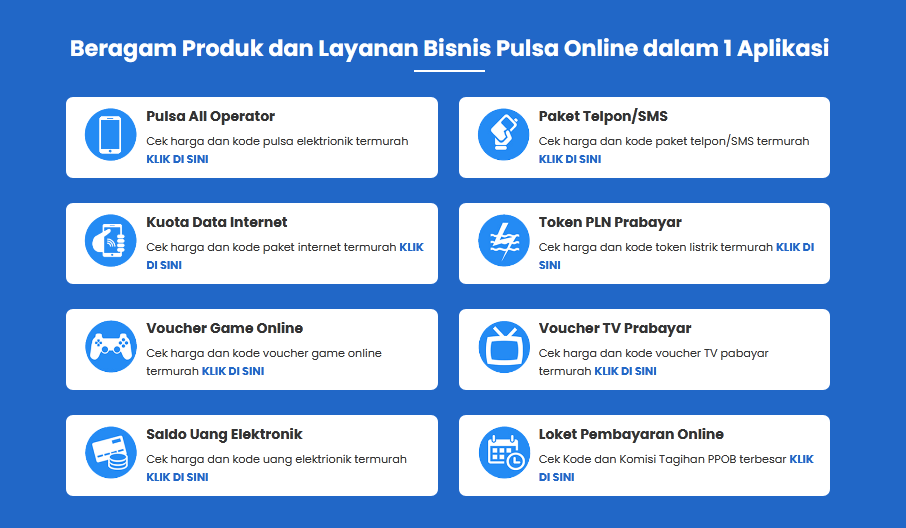 Beragam Produk dan Layanan Bisnis Pulsa Online dalam 1 Aplikasi
Pulsa All Operator
Cek harga dan kode pulsa elektrionik termurah
KLIK DI SINI
Paket Telpon/SMS
Cek harga dan kode paket telpon/SMS termurah
KLIK DI SINI
Kuota Data Internet
Cek harga dan kode paket internet termurah KLIK
DI SINI
Token PLN Prabayar
Cek harga dan kode token listrik termurah KLIK DI
SINI
Voucher Game Online
Cek harga dan kode voucher game online
termurah KLIK DI SINI
Voucher TV Prabayar
Cek harga dan kode voucher TV pabayar
termurah KLIK DI SINI
Saldo Uang Elektronik
Cek harga dan kode uang elektrionik termurah
KLIK DI SINI
Loket Pembayaran Online
Cek Kode dan Komisi Tagihan PPOB terbesar KLIK
DI SINI